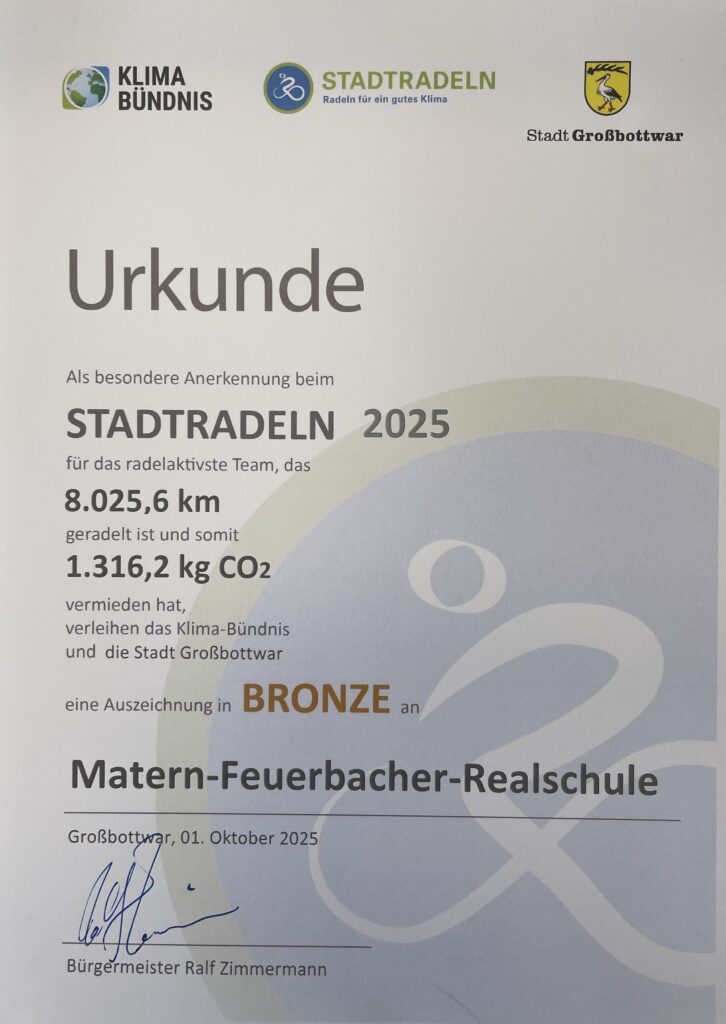 KLIMA
BÜNDNIS
STADTRADELN
Radeln für ein gutes Klima
Stadt Großbottwar
Urkunde
Als besondere Anerkennung beim
STADTRADELN 2025
für das radelaktivste Team, das
8.025,6 km
geradelt ist und somit
1.316,2 kg CO2
vermieden hat,
verleihen das Klima-Bündnis
und die Stadt Großbottwar
eine Auszeichnung in BRONZE an
Matern-Feuerbacher-Realschule
Großbottwar, 01. Oktober 2025
Bürgermeister Ralf Zimmermann